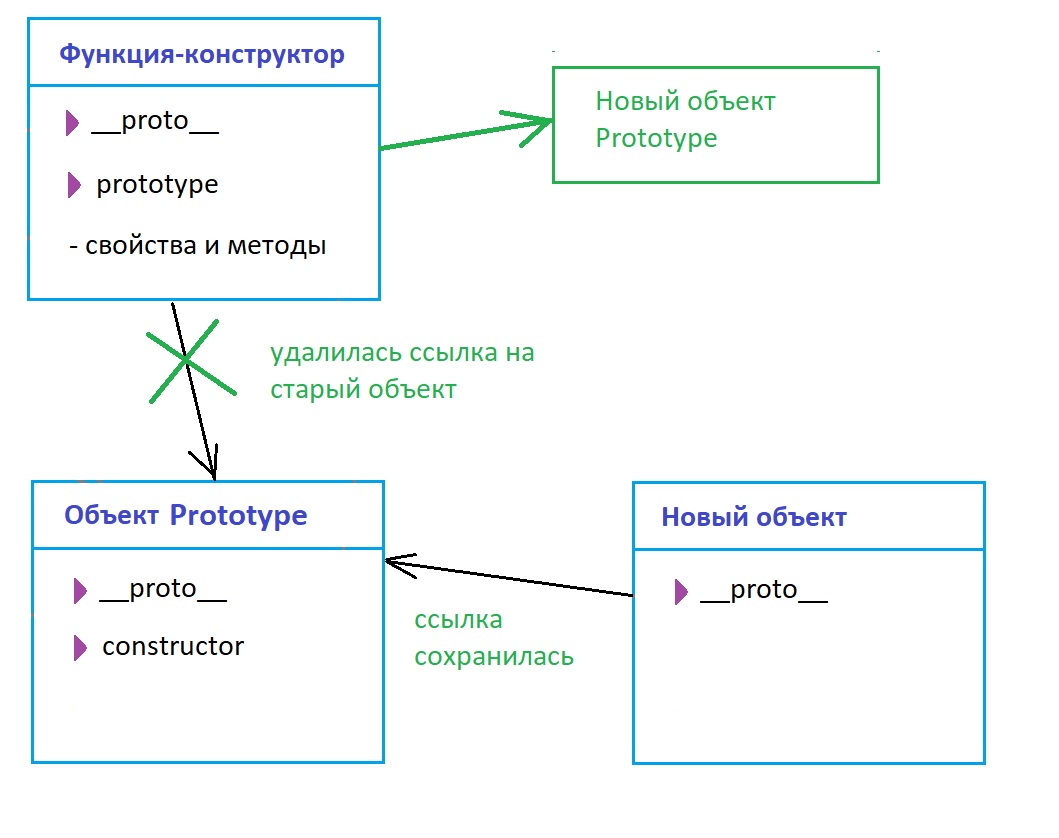 Функция-конструктор
__proto__
prototype
- свойства и методы
Новый объект
Prototype
удалилась ссылка на
старый объект
Объект Prototype
__proto__
constructor
ссылка
сохранилась
Новый объект
__proto__